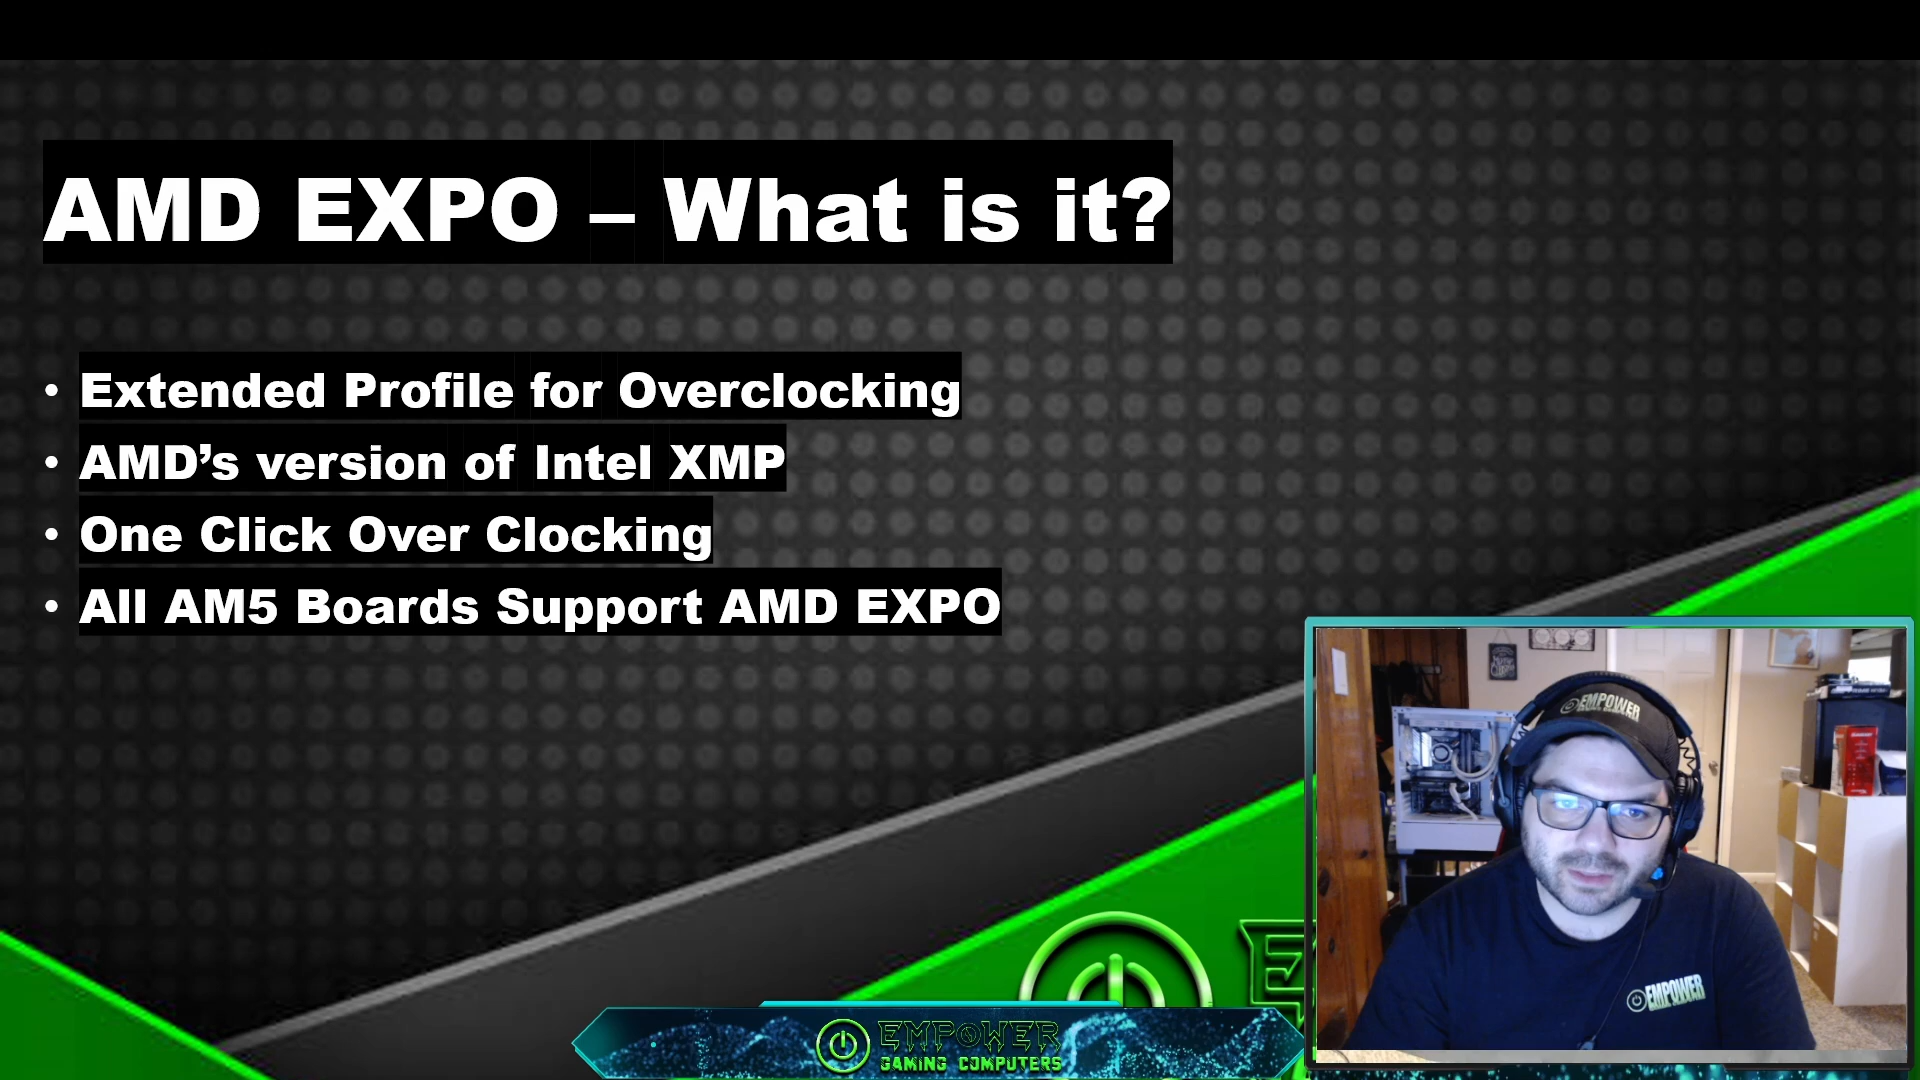 AMD EXPO – What is it?
• Extended Profile for Overclocking
• AMD’s version of Intel XMP
• One Click Over Clocking
• All AM5 Boards Support AMD EXPO
EMPOWER
EMPOWER
EMPOWER
GAMING COMPUTERS